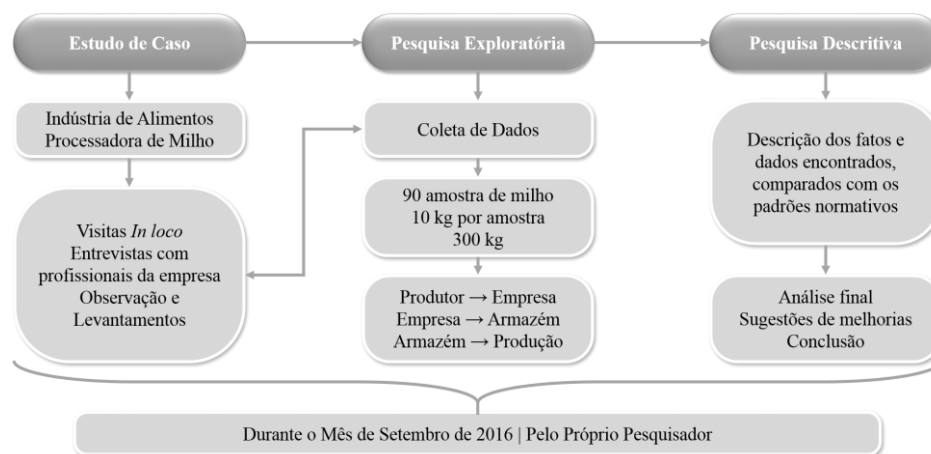 Estudo de Caso
Pesquisa Exploratória
Pesquisa Descritiva
Indústria de Alimentos
Processadora de Milho
Visitas In loco
Entrevistas com
profissionais da empresa
Observação e
Levantamentos
Coleta de Dados
90 amostra de milho
10 kg por amostra
300 kg
Produtor → Empresa
Empresa → Armazém
Armazém → Produção
Descrição dos fatos e
dados encontrados,
comparados com os
padrões normativos
Análise final
Sugestões de melhorias
Conclusão
Durante o Mês de Setembro de 2016 | Pelo Próprio Pesquisador